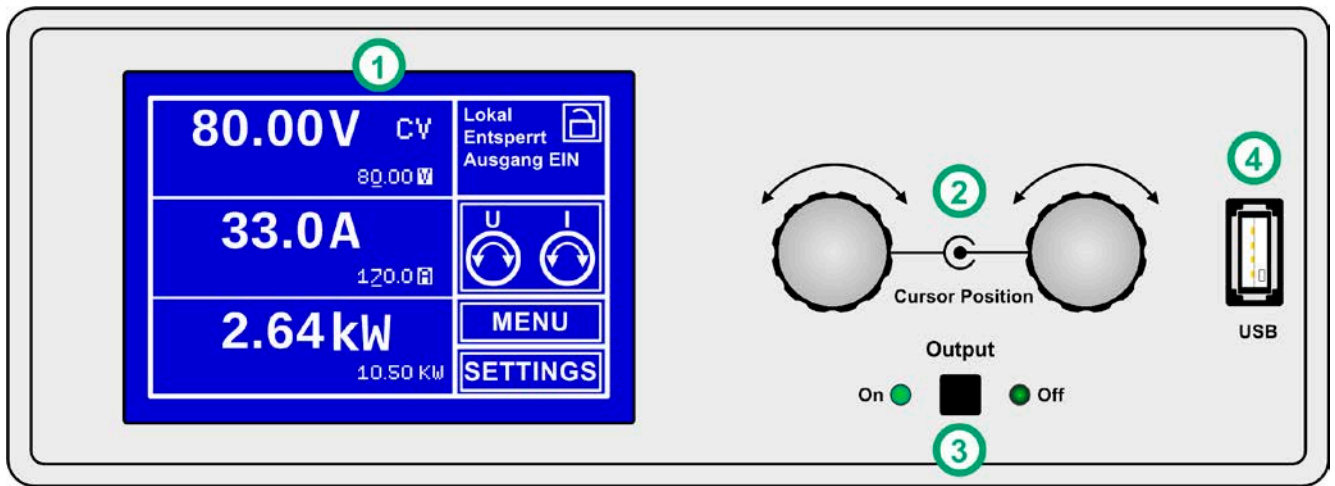 1
80.00V CV
80.00 V
33.0A
170.0 A
2.64kW
10.50 KW
Lokal
Entsperrt
Ausgang EIN
U I
MENU
SETTINGS
2
Cursor Position
Output
On Off
3
4
USB